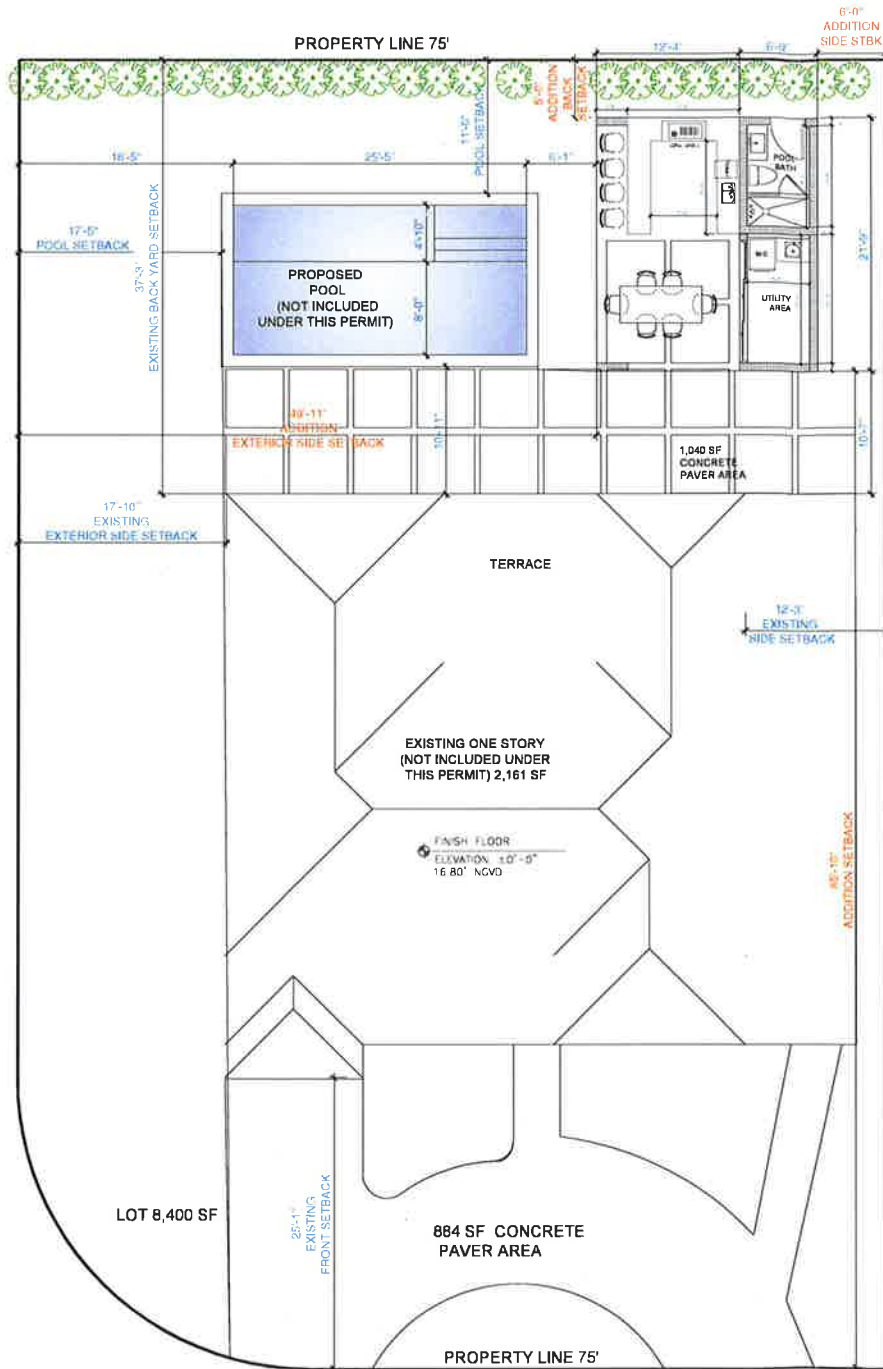 6'-0"
ADDITION
SIDE STBK
PROPERTY LINE 75'
12'-4"
5'-0"
ADDITION
BACK
SETBACK
POOL SETBACK
25'-5"
6'-1"
POOL
BATH
17'-5"
POOL SETBACK
37'-3"
EXISTING BACK YARD SETBACK
4'-10"
8'-0"
21'-9"
PROPOSED
POOL
(NOT INCLUDED
UNDER THIS PERMIT)
UTILITY
AREA
49'-11"
ADDITION
EXTERIOR SIDE SETBACK
10'-11"
10'-7"
1,040 SF
CONCRETE
PAVER AREA
17'-10"
EXISTING
EXTERIOR SIDE SETBACK
TERRACE
12'-3"
EXISTING
SIDE SETBACK
EXISTING ONE STORY
(NOT INCLUDED UNDER
THIS PERMIT) 2,161 SF
FINISH FLOOR
ELEVATION ±0'-0"
16.80' NGVD
ADDITION SETBACK
25'-1"
EXISTING
FRONT SETBACK
LOT 8,400 SF
884 SF CONCRETE
PAVER AREA
PROPERTY LINE 75'